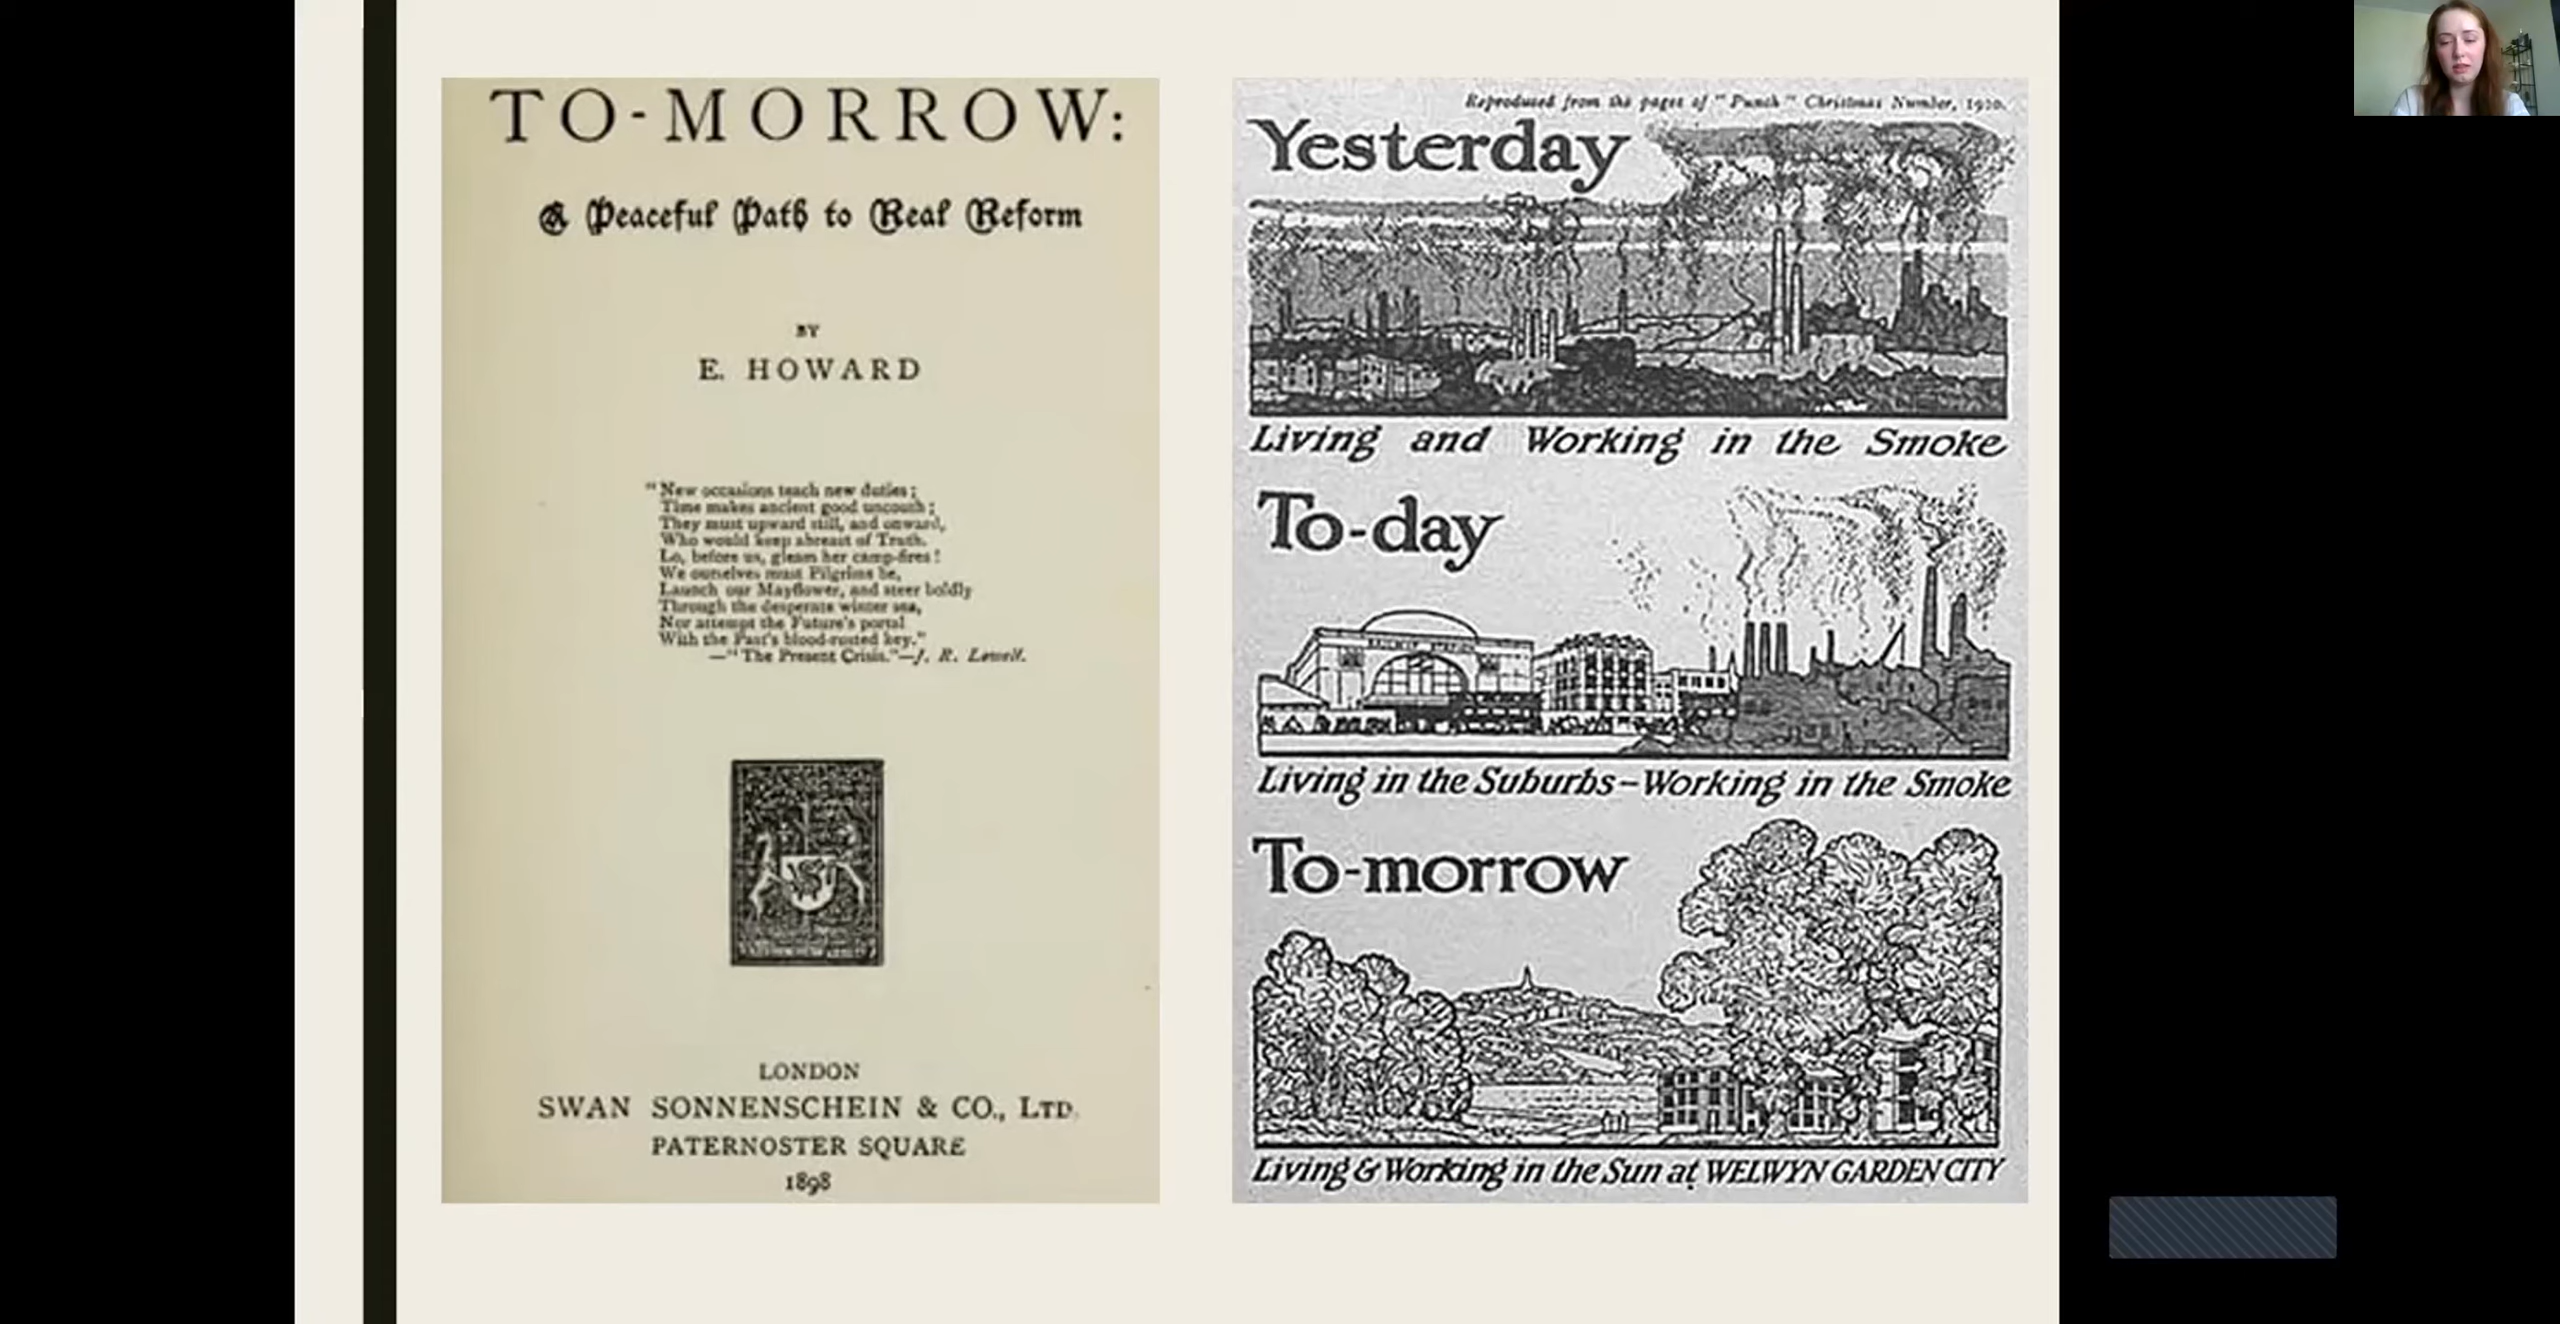 TO-MORROW:
A Peaceful Path to Real Reform
BY
E. HOWARD
"New occasions teach new duties;
Time makes ancient good uncouth;
They must upward still, and onward,
Who would keep abreast of Truth.
Lo, before us, gleam her camp-fires!
We ourselves must Pilgrims be,
Launch our Mayflower, and steer boldly
Through the desperate winter sea,
Nor attempt the Future's portal
With the Past's blood-rusted key."
—"The Present Crisis."—J. R. Lowell.
LONDON
SWAN SONNENSCHEIN & CO., LTD.
PATERNOSTER SQUARE
1898
Reproduced from the pages of "Punch" Christmas Number, 1920.
Yesterday
Living and Working in the Smoke
To-day
RAILWAY STATION
Living in the Suburbs-Working in the Smoke
To-morrow
Living & Working in the Sun at WELWYN GARDEN CITY